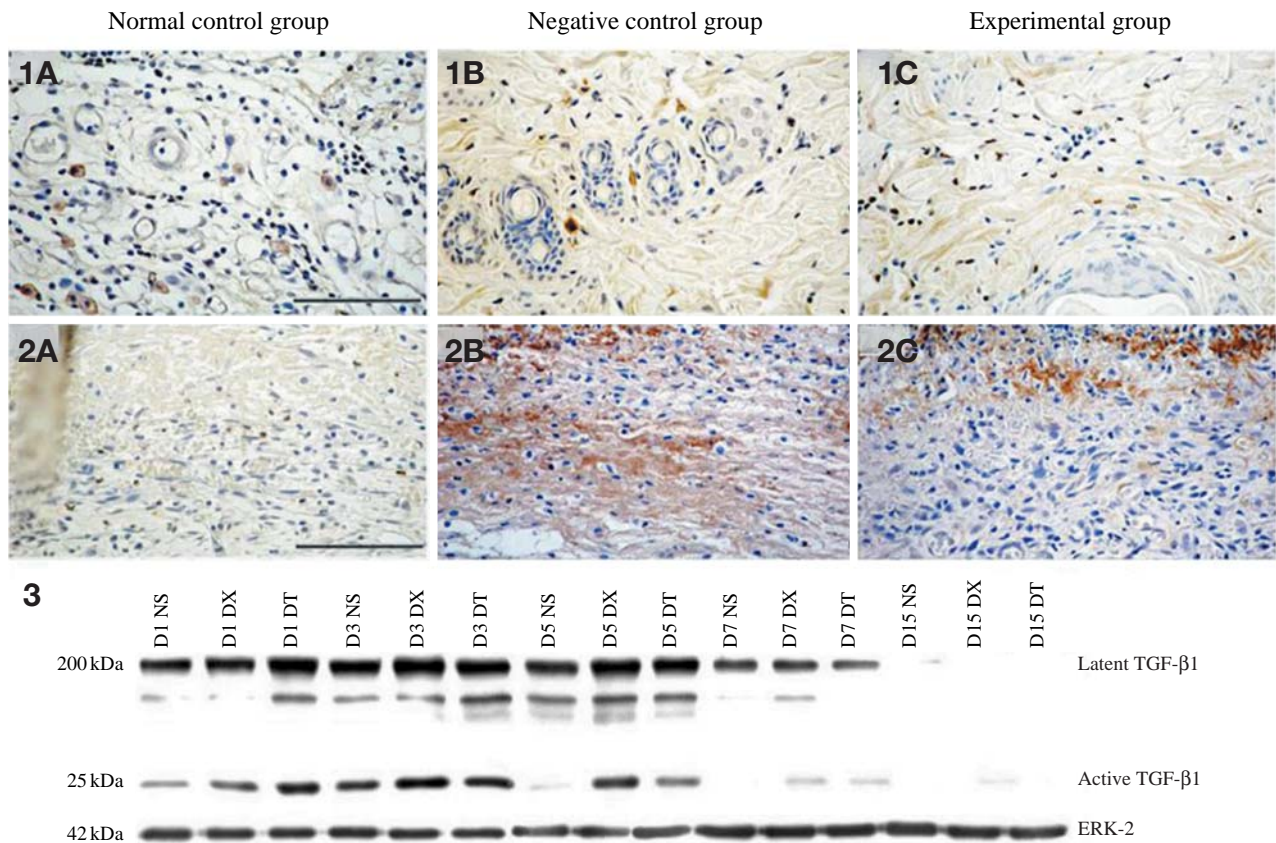 Normal control group
Negative control group
Experimental group
1A
1B
1C
2A
2B
2C
3
D1 NS
D1 DX
D1 DT
D3 NS
D3 DX
D3 DT
D5 NS
D5 DX
D5 DT
D7 NS
D7 DX
D7 DT
D15 NS
D15 DX
D15 DT
200 kDa
Latent TGF-β1
25 kDa
Active TGF-β1
42 kDa
ERK-2